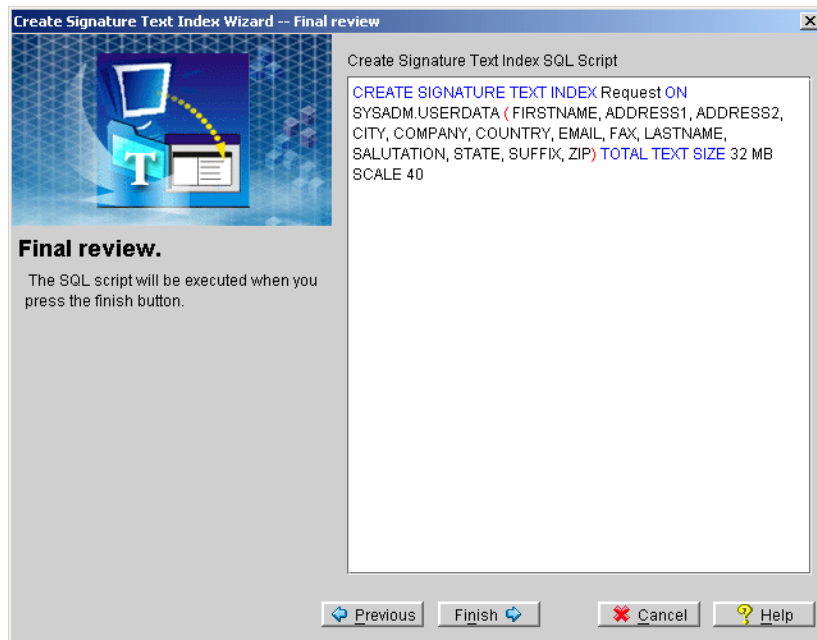 Create Signature Text Index Wizard -- Final review
Create Signature Text Index SQL Script
CREATE SIGNATURE TEXT INDEX Request ON
SYSADM.USERDATA ( FIRSTNAME, ADDRESS1, ADDRESS2,
CITY, COMPANY, COUNTRY, EMAIL, FAX, LASTNAME,
SALUTATION, STATE, SUFFIX, ZIP) TOTAL TEXT SIZE 32 MB
SCALE 40
T
Final review.
The SQL script will be executed when you
press the finish button.
Previous
Finish
Cancel
Help